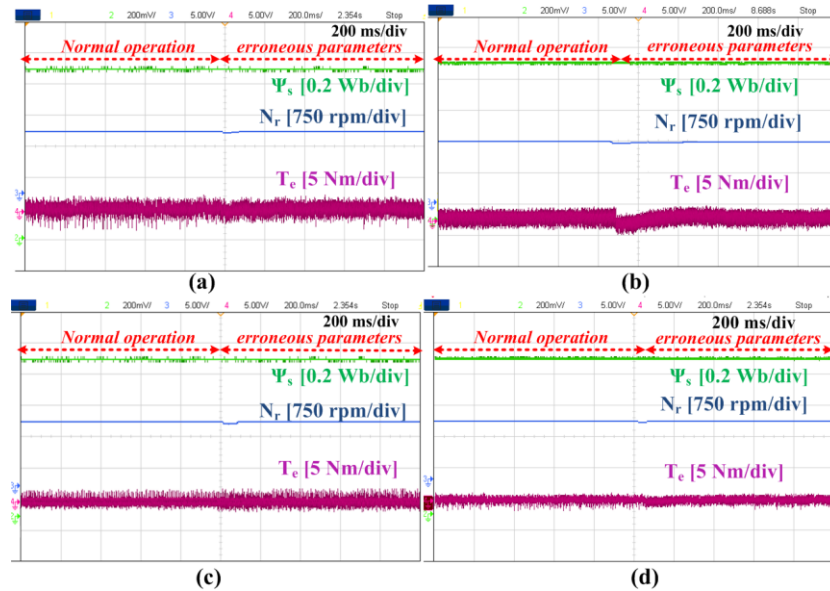 1 2 200mV/ 3 5.00V/ 4 5.00V/ 200.0ms/ 2.354s Stop
200 ms/div
Normal operation erroneous parameters
Ψs [0.2 Wb/div]
Nr [750 rpm/div]
Te [5 Nm/div]
(a)
2 200mV/ 3 5.00V/ 4 5.00V/ 200.0ms/ 8.688s Stop
200 ms/div
Normal operation erroneous parameters
Ψs [0.2 Wb/div]
Nr [750 rpm/div]
Te [5 Nm/div]
(b)
1 2 200mV/ 3 5.00V/ 4 5.00V/ 200.0ms/ 2.354s Stop
200 ms/div
Normal operation erroneous parameters
Ψs [0.2 Wb/div]
Nr [750 rpm/div]
Te [5 Nm/div]
(c)
1 2 200mV/ 3 5.00V/ 4 5.00V/ 200.0ms/ 2.354s Stop
200 ms/div
Normal operation erroneous parameters
Ψs [0.2 Wb/div]
Nr [750 rpm/div]
Te [5 Nm/div]
(d)